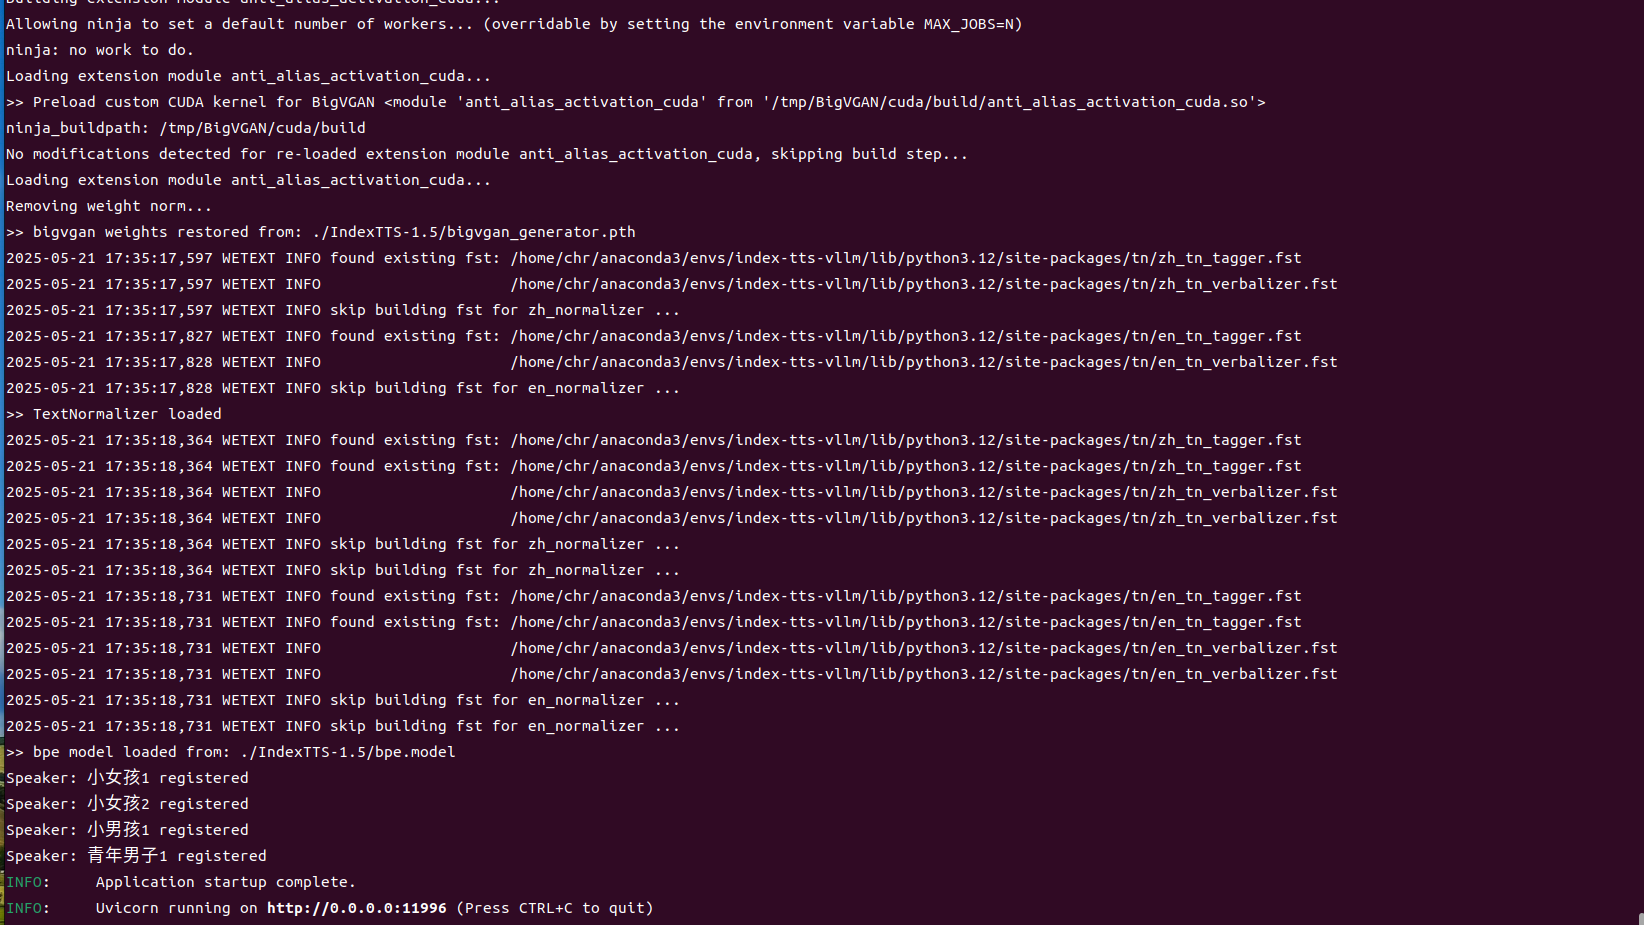 Building extension module anti_alias_activation_cuda...
Allowing ninja to set a default number of workers... (overridable by setting the environment variable MAX_JOBS=N)
ninja: no work to do.
Loading extension module anti_alias_activation_cuda...
>> Preload custom CUDA kernel for BigVGAN <module 'anti_alias_activation_cuda' from '/tmp/BigVGAN/cuda/build/anti_alias_activation_cuda.so'>
ninja_buildpath: /tmp/BigVGAN/cuda/build
No modifications detected for re-loaded extension module anti_alias_activation_cuda, skipping build step...
Loading extension module anti_alias_activation_cuda...
Removing weight norm...
>> bigvgan weights restored from: ./IndexTTS-1.5/bigvgan_generator.pth
2025-05-21 17:35:17,597 WETEXT INFO found existing fst: /home/chr/anaconda3/envs/index-tts-vllm/lib/python3.12/site-packages/tn/zh_tn_tagger.fst
2025-05-21 17:35:17,597 WETEXT INFO                     /home/chr/anaconda3/envs/index-tts-vllm/lib/python3.12/site-packages/tn/zh_tn_verbalizer.fst
2025-05-21 17:35:17,597 WETEXT INFO skip building fst for zh_normalizer ...
2025-05-21 17:35:17,827 WETEXT INFO found existing fst: /home/chr/anaconda3/envs/index-tts-vllm/lib/python3.12/site-packages/tn/en_tn_tagger.fst
2025-05-21 17:35:17,828 WETEXT INFO                     /home/chr/anaconda3/envs/index-tts-vllm/lib/python3.12/site-packages/tn/en_tn_verbalizer.fst
2025-05-21 17:35:17,828 WETEXT INFO skip building fst for en_normalizer ...
>> TextNormalizer loaded
2025-05-21 17:35:18,364 WETEXT INFO found existing fst: /home/chr/anaconda3/envs/index-tts-vllm/lib/python3.12/site-packages/tn/zh_tn_tagger.fst
2025-05-21 17:35:18,364 WETEXT INFO found existing fst: /home/chr/anaconda3/envs/index-tts-vllm/lib/python3.12/site-packages/tn/zh_tn_tagger.fst
2025-05-21 17:35:18,364 WETEXT INFO                     /home/chr/anaconda3/envs/index-tts-vllm/lib/python3.12/site-packages/tn/zh_tn_verbalizer.fst
2025-05-21 17:35:18,364 WETEXT INFO                     /home/chr/anaconda3/envs/index-tts-vllm/lib/python3.12/site-packages/tn/zh_tn_verbalizer.fst
2025-05-21 17:35:18,364 WETEXT INFO skip building fst for zh_normalizer ...
2025-05-21 17:35:18,364 WETEXT INFO skip building fst for zh_normalizer ...
2025-05-21 17:35:18,731 WETEXT INFO found existing fst: /home/chr/anaconda3/envs/index-tts-vllm/lib/python3.12/site-packages/tn/en_tn_tagger.fst
2025-05-21 17:35:18,731 WETEXT INFO found existing fst: /home/chr/anaconda3/envs/index-tts-vllm/lib/python3.12/site-packages/tn/en_tn_tagger.fst
2025-05-21 17:35:18,731 WETEXT INFO                     /home/chr/anaconda3/envs/index-tts-vllm/lib/python3.12/site-packages/tn/en_tn_verbalizer.fst
2025-05-21 17:35:18,731 WETEXT INFO                     /home/chr/anaconda3/envs/index-tts-vllm/lib/python3.12/site-packages/tn/en_tn_verbalizer.fst
2025-05-21 17:35:18,731 WETEXT INFO skip building fst for en_normalizer ...
2025-05-21 17:35:18,731 WETEXT INFO skip building fst for en_normalizer ...
>> bpe model loaded from: ./IndexTTS-1.5/bpe.model
Speaker: 小女孩1 registered
Speaker: 小女孩2 registered
Speaker: 小男孩1 registered
Speaker: 青年男子1 registered
INFO:     Application startup complete.
INFO:     Uvicorn running on http://0.0.0.0:11996 (Press CTRL+C to quit)